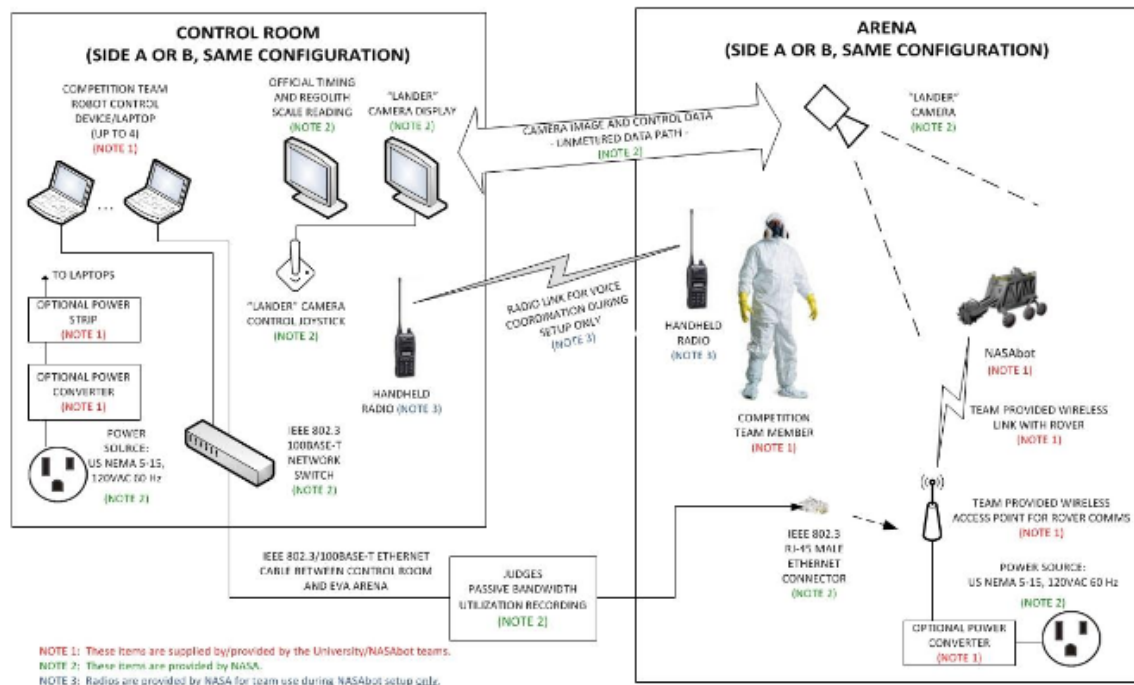 CONTROL ROOM
(SIDE A OR B, SAME CONFIGURATION)
COMPETITION TEAM
ROBOT CONTROL
DEVICE/LAPTOP
(UP TO 4)
(NOTE 1)
OFFICIAL TIMING
AND REGOLITH
SCALE READING
(NOTE 2)
"LANDER"
CAMERA DISPLAY
(NOTE 2)
...
TO LAPTOPS
OPTIONAL POWER
STRIP
(NOTE 1)
OPTIONAL POWER
CONVERTER
(NOTE 1)
POWER
SOURCE:
US NEMA 5-15,
120VAC 60 Hz
(NOTE 2)
"LANDER" CAMERA
CONTROL JOYSTICK
(NOTE 2)
HANDHELD
RADIO (NOTE 3)
IEEE 802.3
100BASE-T
NETWORK
SWITCH
(NOTE 2)
CAMERA IMAGE AND CONTROL DATA
- UNMETERED DATA PATH -
(NOTE 2)
RADIO LINK FOR VOICE
COORDINATION DURING
SETUP ONLY
(NOTE 3)
ARENA
(SIDE A OR B, SAME CONFIGURATION)
"LANDER"
CAMERA
(NOTE 2)
HANDHELD
RADIO
(NOTE 3)
COMPETITION
TEAM MEMBER
(NOTE 1)
NASAbot
(NOTE 1)
TEAM PROVIDED WIRELESS
LINK WITH ROVER
(NOTE 1)
TEAM PROVIDED WIRELESS
ACCESS POINT FOR ROVER COMMS
(NOTE 1)
IEEE 802.3
RJ-45 MALE
ETHERNET
CONNECTOR
(NOTE 2)
POWER SOURCE:
US NEMA 5-15, 120VAC 60 Hz
(NOTE 2)
OPTIONAL POWER
CONVERTER
(NOTE 1)
IEEE 802.3/100BASE-T ETHERNET
CABLE BETWEEN CONTROL ROOM
AND EVA ARENA
JUDGES
PASSIVE BANDWIDTH
UTILIZATION RECORDING
(NOTE 2)
NOTE 1: These items are supplied by/provided by the University/NASAbot teams.
NOTE 2: These items are provided by NASA.
NOTE 3: Radios are provided by NASA for team use during NASAbot setup only.